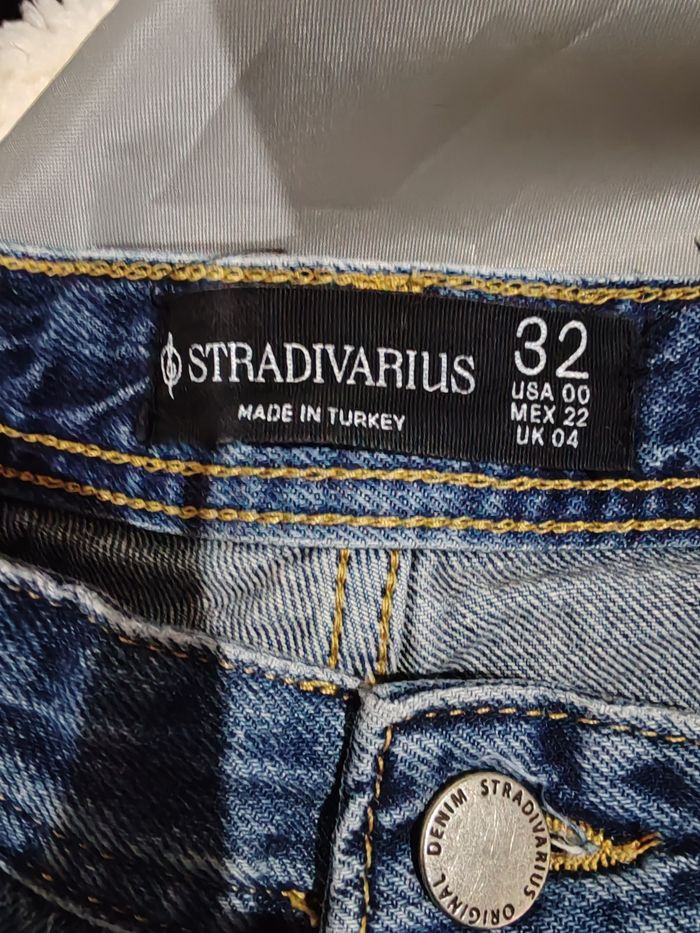 STRADIVARIUS
MADE IN TURKEY
32
USA 00
MEX 22
UK 04
DENIM STRADIVARIUS ORIGINAL